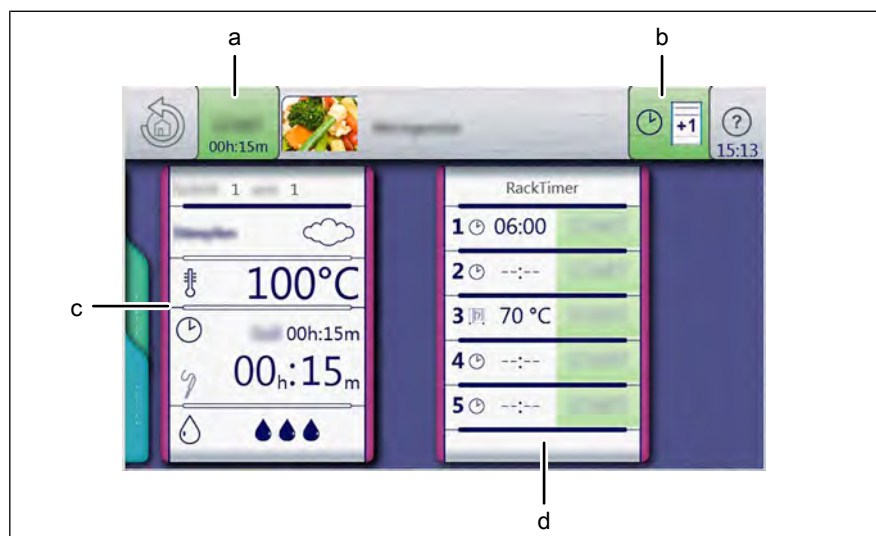 a
b
00h:15m
+1
?
15:13
1 1
RackTimer
1 06:00
2 --:--
100°C
3 70 °C
c
00h:15m
4 --:--
00h:15m
5 --:--
d